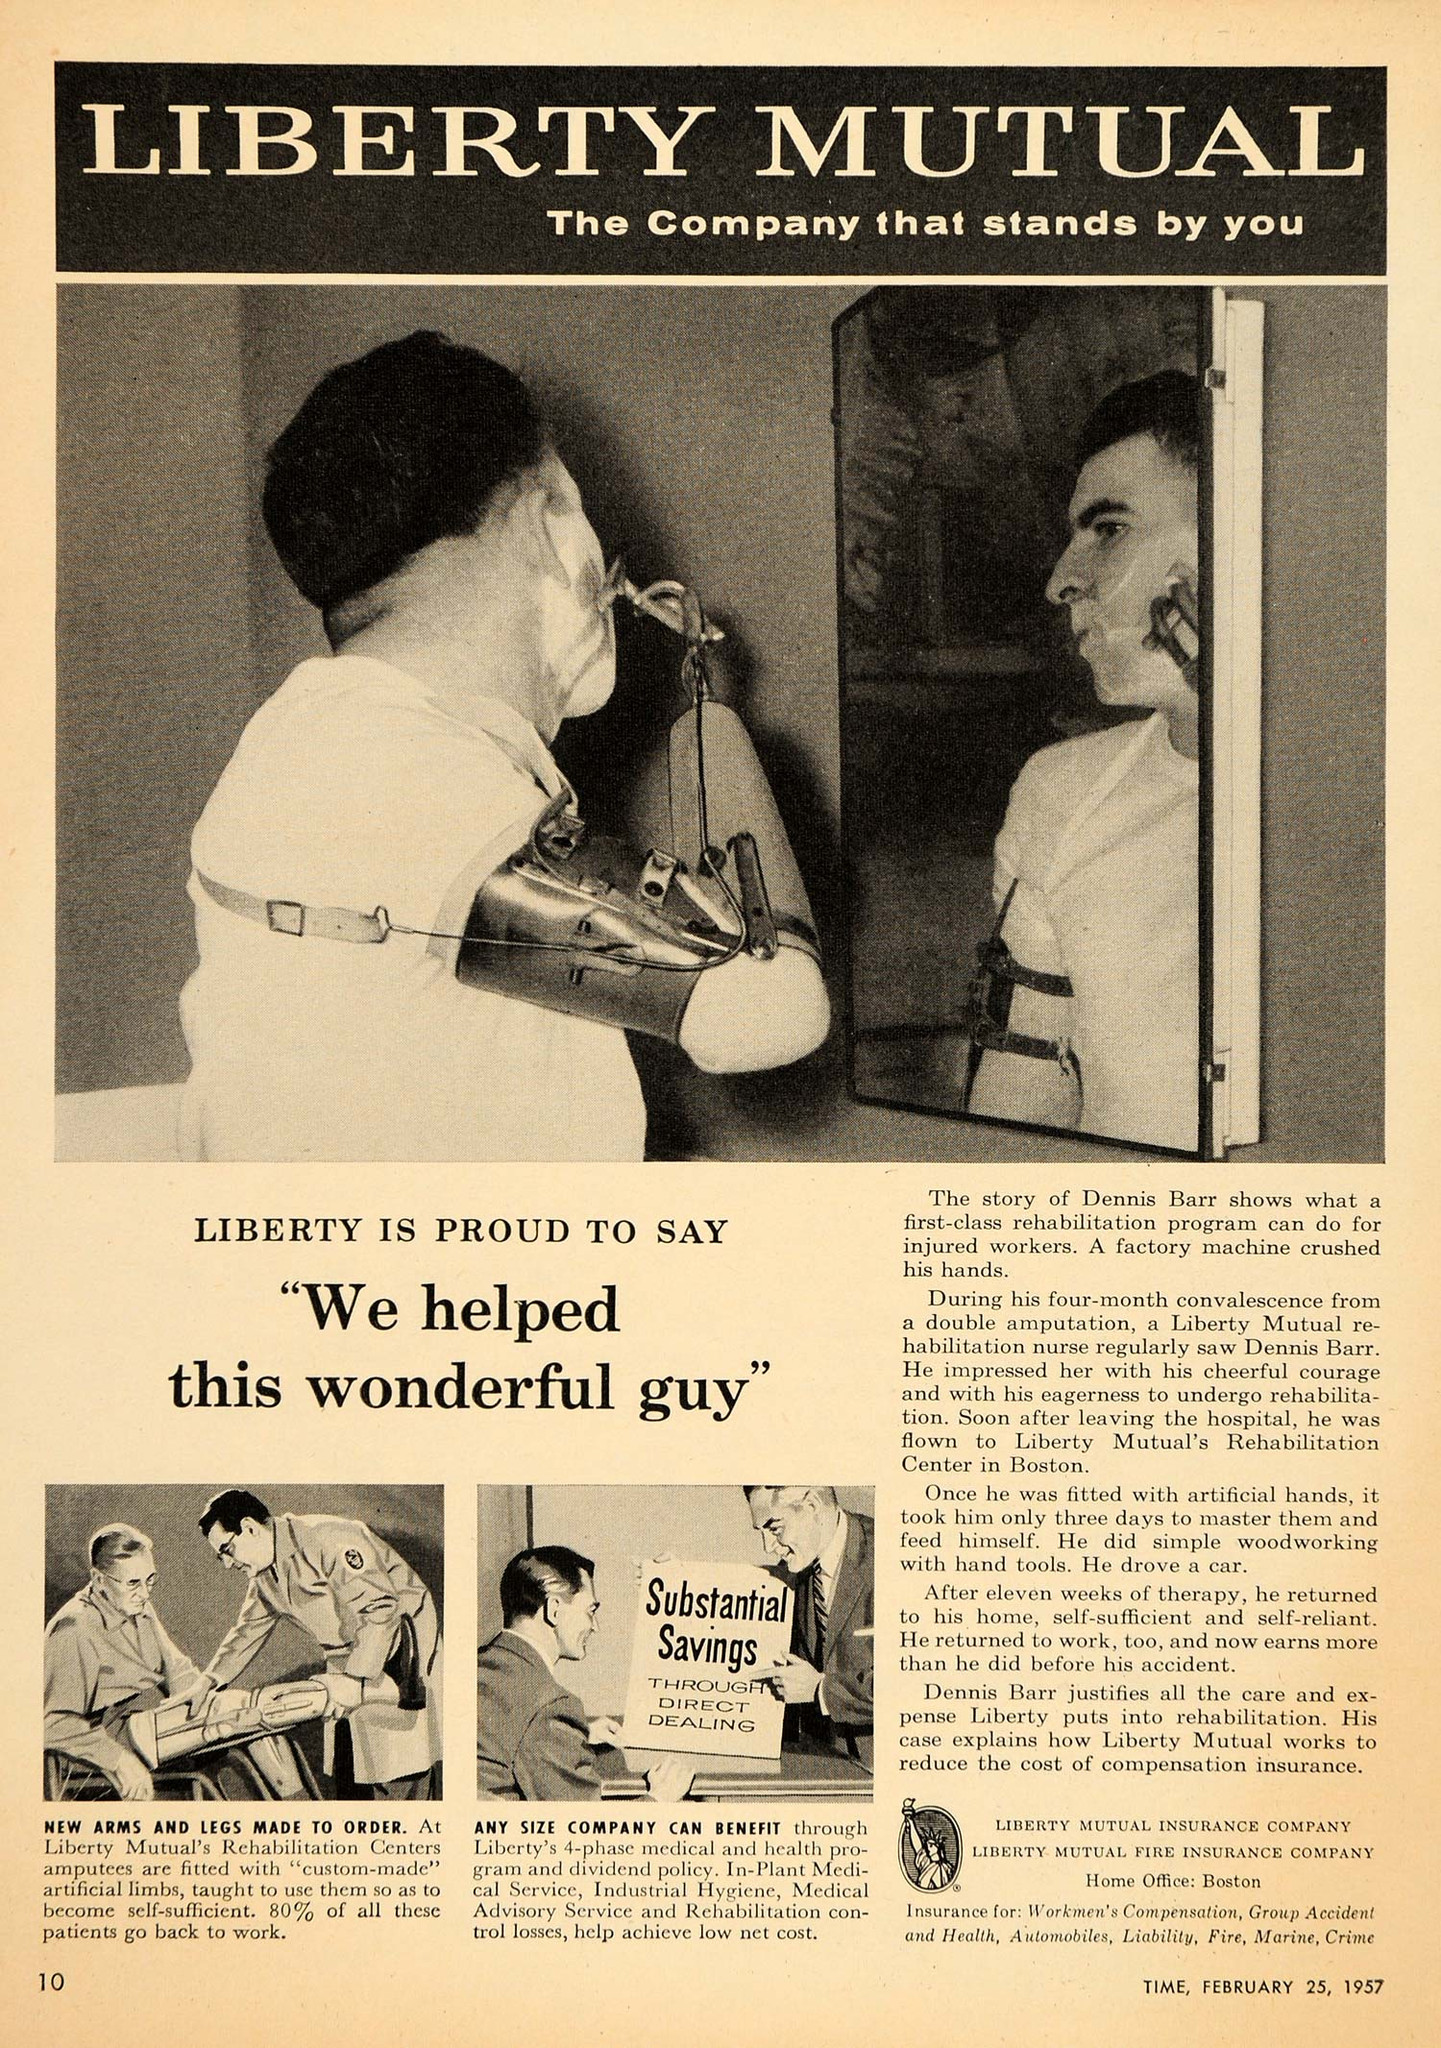 LIBERTY MUTUAL
The Company that stands by you
LIBERTY IS PROUD TO SAY
“We helped
this wonderful guy”
Substantial
Savings
THROUGH
DIRECT
DEALING
NEW ARMS AND LEGS MADE TO ORDER. At
Liberty Mutual's Rehabilitation Centers
amputees are fitted with “custom-made”
artificial limbs, taught to use them so as to
become self-sufficient. 80% of all these
patients go back to work.
ANY SIZE COMPANY CAN BENEFIT through
Liberty's 4-phase medical and health pro-
gram and dividend policy. In-Plant Medi-
cal Service, Industrial Hygiene, Medical
Advisory Service and Rehabilitation con-
trol losses, help achieve low net cost.
The story of Dennis Barr shows what a
first-class rehabilitation program can do for
injured workers. A factory machine crushed
his hands.
During his four-month convalescence from
a double amputation, a Liberty Mutual re-
habilitation nurse regularly saw Dennis Barr.
He impressed her with his cheerful courage
and with his eagerness to undergo rehabilita-
tion. Soon after leaving the hospital, he was
flown to Liberty Mutual's Rehabilitation
Center in Boston.
Once he was fitted with artificial hands, it
took him only three days to master them and
feed himself. He did simple woodworking
with hand tools. He drove a car.
After eleven weeks of therapy, he returned
to his home, self-sufficient and self-reliant.
He returned to work, too, and now earns more
than he did before his accident.
Dennis Barr justifies all the care and ex-
pense Liberty puts into rehabilitation. His
case explains how Liberty Mutual works to
reduce the cost of compensation insurance.
LIBERTY MUTUAL INSURANCE COMPANY
LIBERTY MUTUAL FIRE INSURANCE COMPANY
Home Office: Boston
®
Insurance for: Workmen's Compensation, Group Accident
and Health, Automobiles, Liability, Fire, Marine, Crime
10
TIME, FEBRUARY 25, 1957